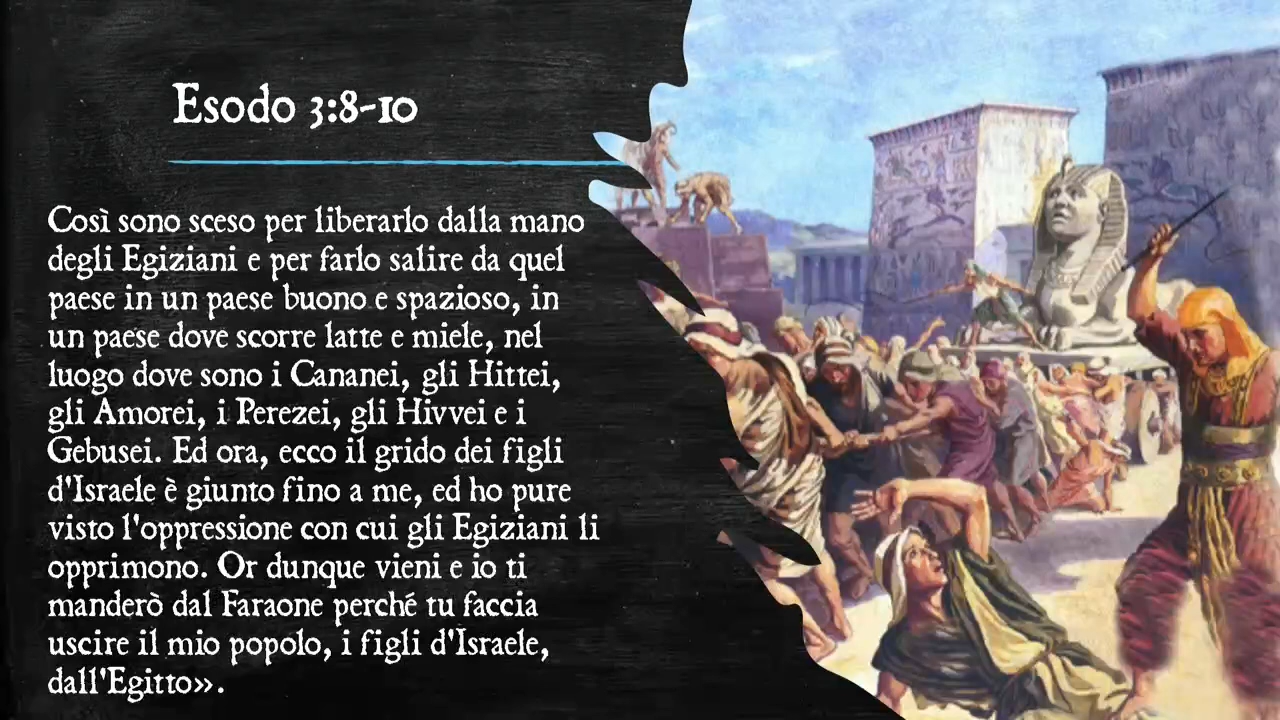 Esodo 3:8-10
Così sono sceso per liberarlo dalla mano
degli Egiziani e per farlo salire da quel
paese in un paese buono e spazioso, in
un paese dove scorre latte e miele, nel
luogo dove sono i Cananei, gli Hittei,
gli Amorei, i Perezei, gli Hivvei e i
Gebusei. Ed ora, ecco il grido dei figli
d'Israele è giunto fino a me, ed ho pure
visto l'oppressione con cui gli Egiziani li
opprimono. Or dunque vieni e io ti
manderò dal Faraone perché tu faccia
uscire il mio popolo, i figli d'Israele,
dall'Egitto».